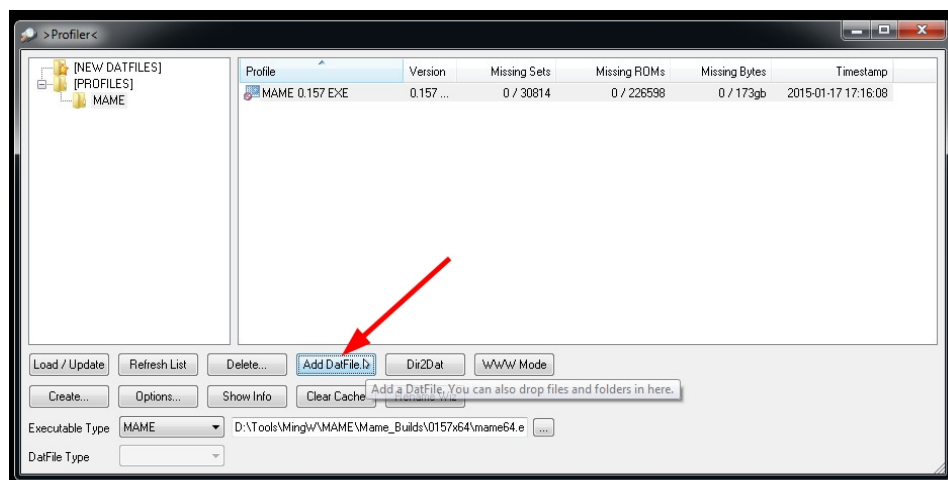 >Profiler<
[NEW DATFILES]
[PROFILES]
MAME
Profile Version Missing Sets Missing ROMs Missing Bytes Timestamp
MAME 0.157 EXE 0.157 ... 0 / 30814 0 / 226598 0 / 173gb 2015-01-17 17:16:08
Load / Update Refresh List Delete... Add DatFile. Dir2Dat WWW Mode
Add a DatFile, You can also drop files and folders in here.
Create... Options... Show Info Clear Cache
Executable Type MAME D:\Tools\MingW\MAME\Mame_Builds\0157x64\mame64.e ...
DatFile Type